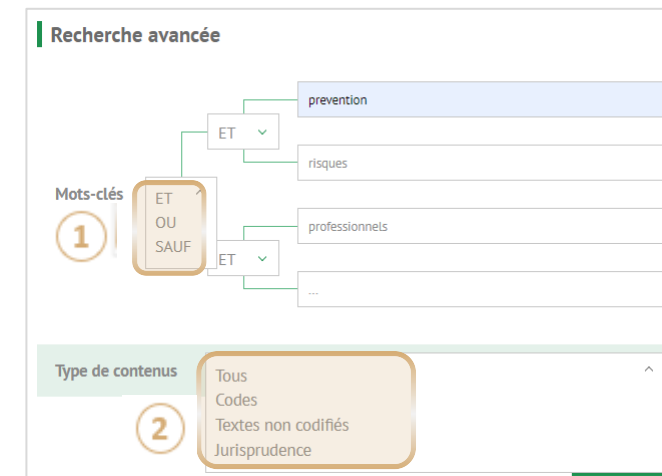 Recherche avancée
prevention
ET
risques
Mots-clés
ET
OU
SAUF
1
professionnels
ET
...
Type de contenus
Tous
Codes
Textes non codifiés
Jurisprudence
2